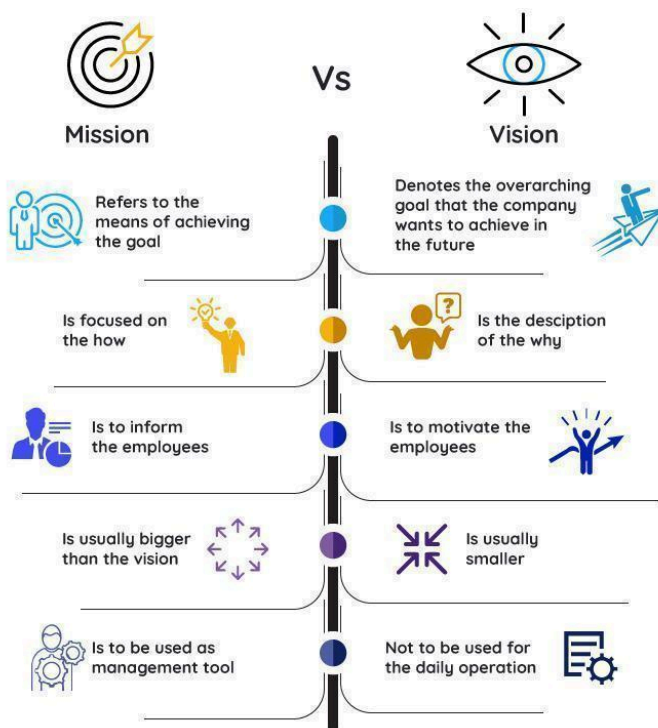 Vs
Mission
Vision
Refers to the
means of achieving
the goal
Denotes the overarching
goal that the company
wants to achieve in
the future
Is focused on
the how
?
Is the desciption
of the why
Is to inform
the employees
Is to motivate the
employees
Is usually bigger
than the vision
Is usually
smaller
Is to be used as
management tool
Not to be used for
the daily operation